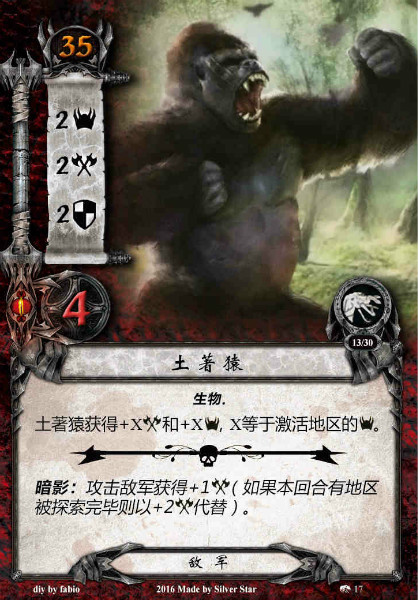 35
2
2
2
4
13/30
土著猿
生物.
土著猿获得+X和+X, X等于激活地区的。
暗影: 攻击敌军获得+1(如果本回合有地区
被探索完毕则以+2代替)。
敌军
diy by fabio 2016 Made by Silver Star 17